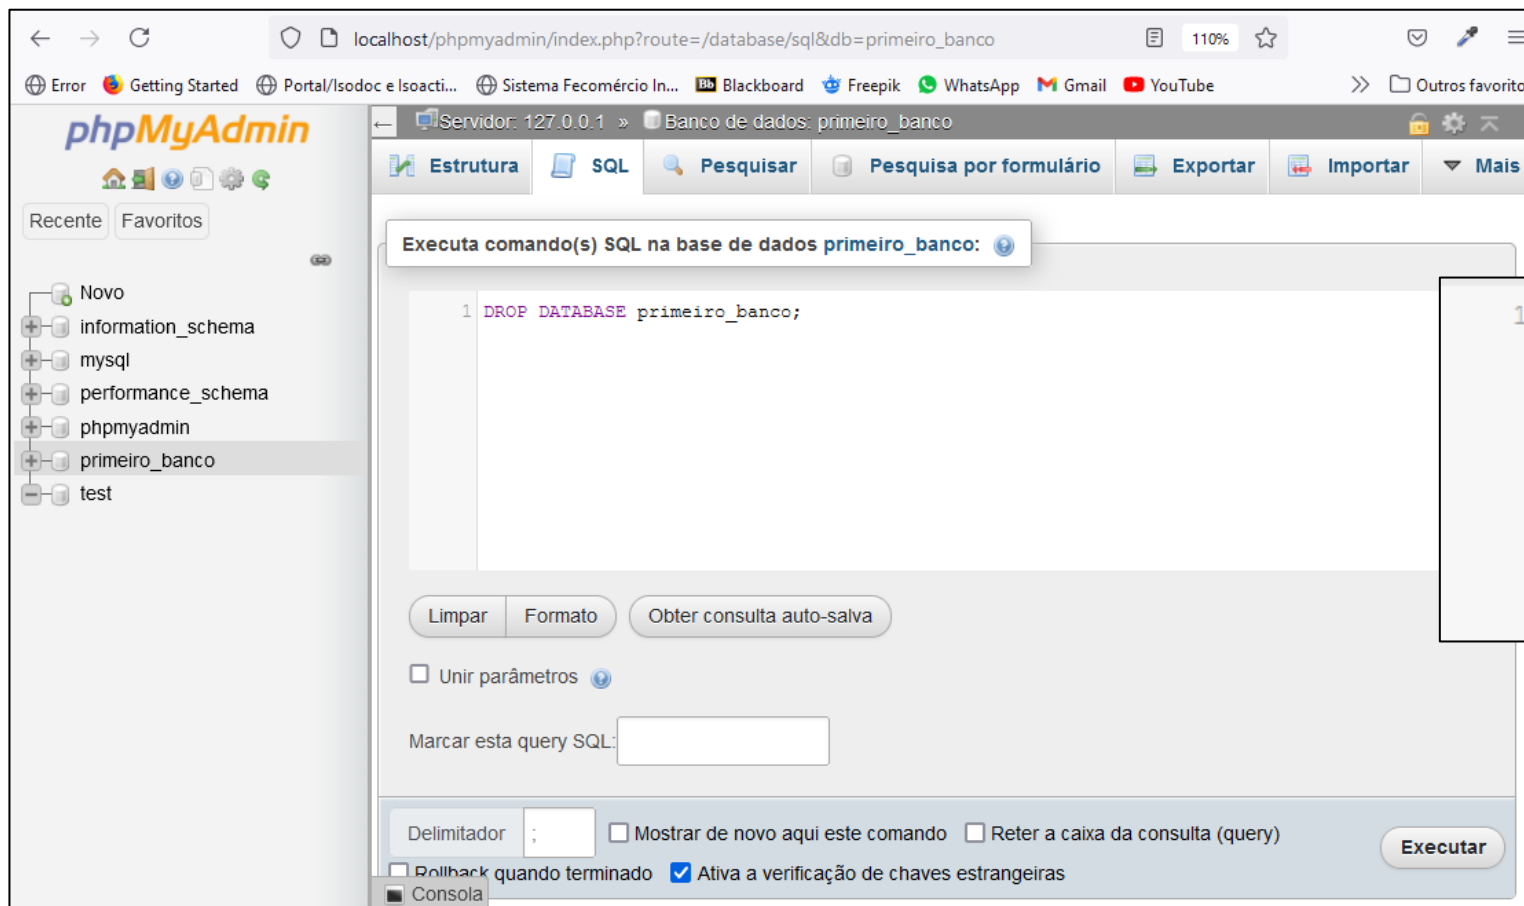 localhost/phpmyadmin/index.php?route=/database/sql&db=primeiro_banco
110%
Error
Getting Started
Portal/Isodoc e Isoacti...
Sistema Fecomércio In...
Bb Blackboard
Freepik
WhatsApp
Gmail
YouTube
Outros favorito
phpMyAdmin
Recente
Favoritos
Novo
information_schema
mysql
performance_schema
phpmyadmin
primeiro_banco
test
Servidor: 127.0.0.1 » Banco de dados: primeiro_banco
Estrutura
SQL
Pesquisar
Pesquisa por formulário
Exportar
Importar
Mais
Executa comando(s) SQL na base de dados primeiro_banco:
1 DROP DATABASE primeiro_banco;
1
Limpar
Formato
Obter consulta auto-salva
Unir parâmetros
Marcar esta query SQL:
Delimitador ;
Mostrar de novo aqui este comando
Reter a caixa da consulta (query)
Rollback quando terminado
Ativa a verificação de chaves estrangeiras
Executar
Consola